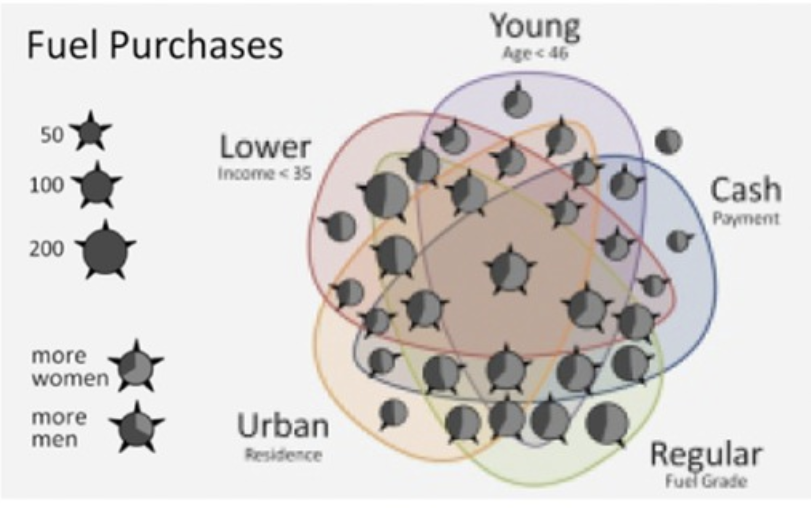 Fuel Purchases
Young
Age < 46
50
100
200
Lower
Income < 35
Cash
Payment
more
women
more
men
Urban
Residence
Regular
Fuel Grade